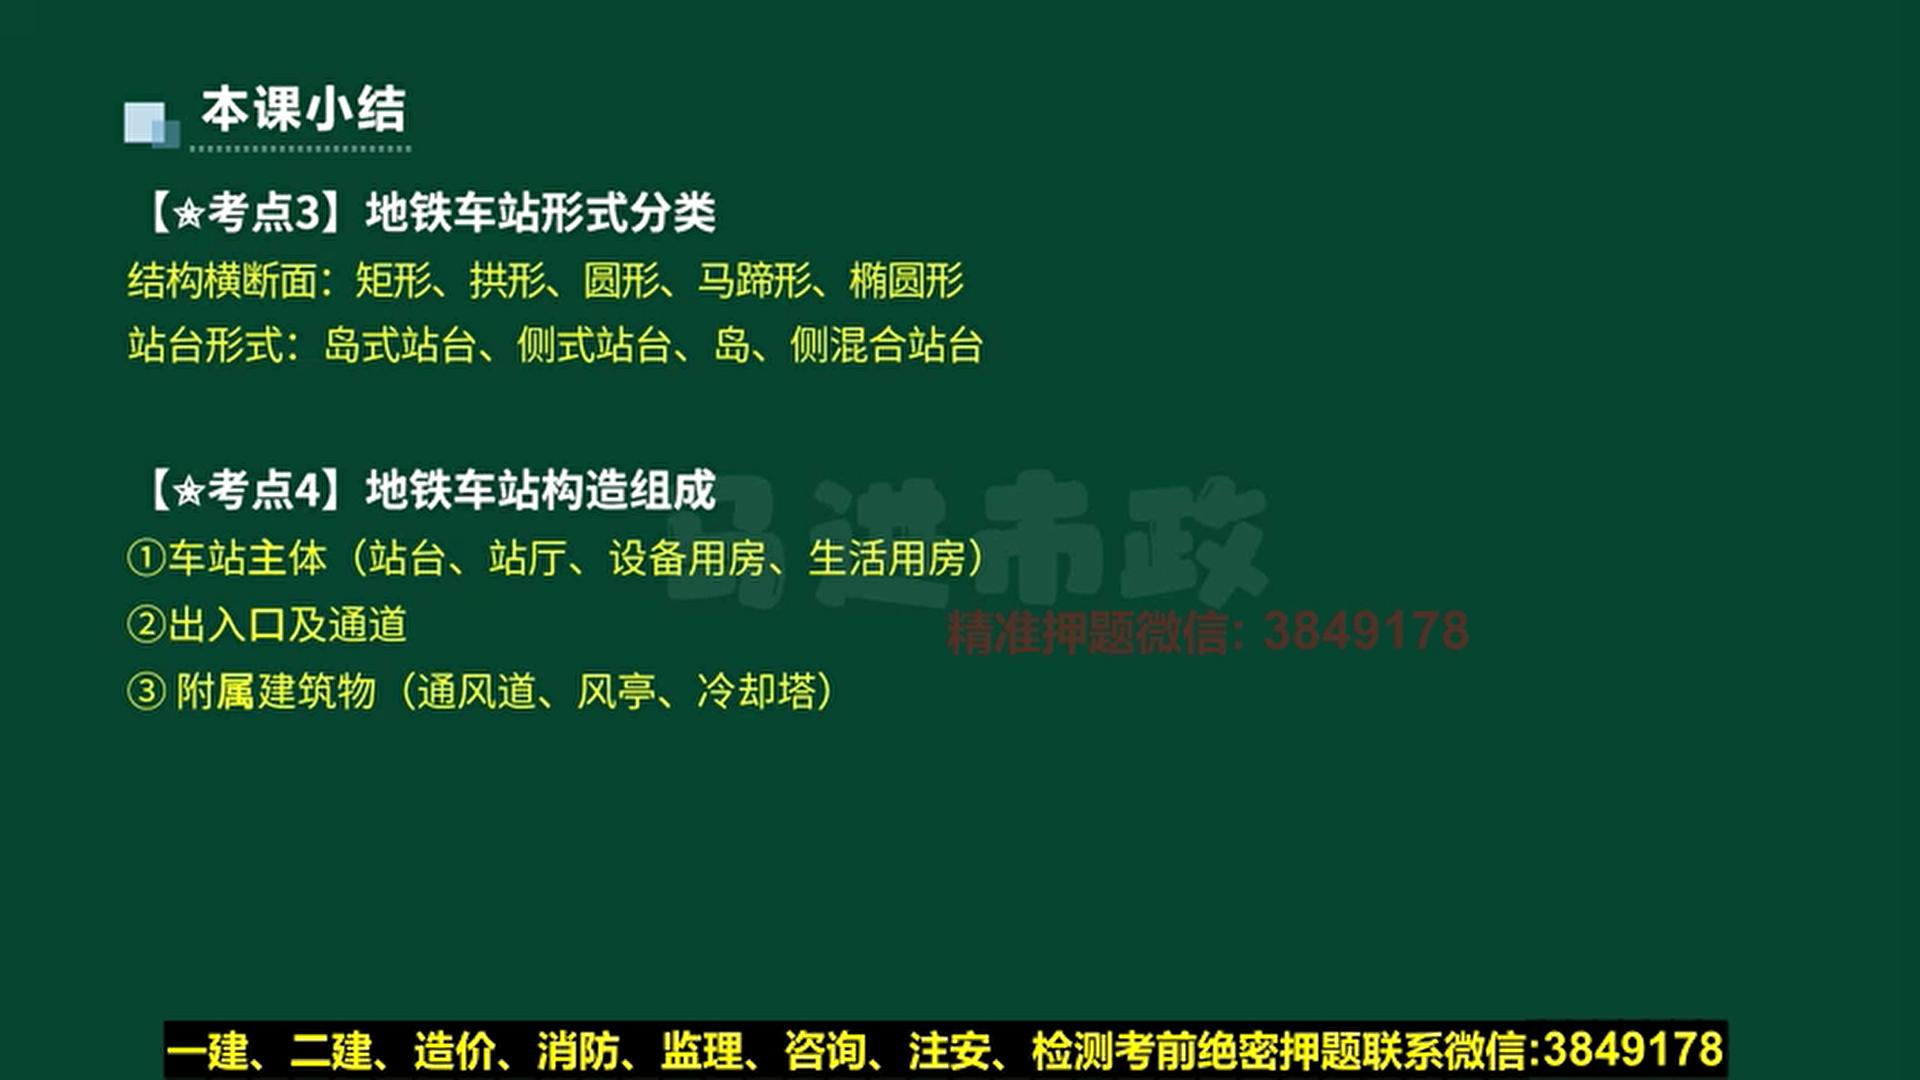 本课小结
【✯考点3】地铁车站形式分类
结构横断面：矩形、拱形、圆形、马蹄形、椭圆形
站台形式：岛式站台、侧式站台、岛、侧混合站台
【✯考点4】地铁车站构造组成
①车站主体（站台、站厅、设备用房、生活用房）
②出入口及通道
③附属建筑物（通风道、风亭、冷却塔）
马进市政
精准押题微信: 3849178
一建、二建、造价、消防、监理、咨询、注安、检测考前绝密押题联系微信:3849178